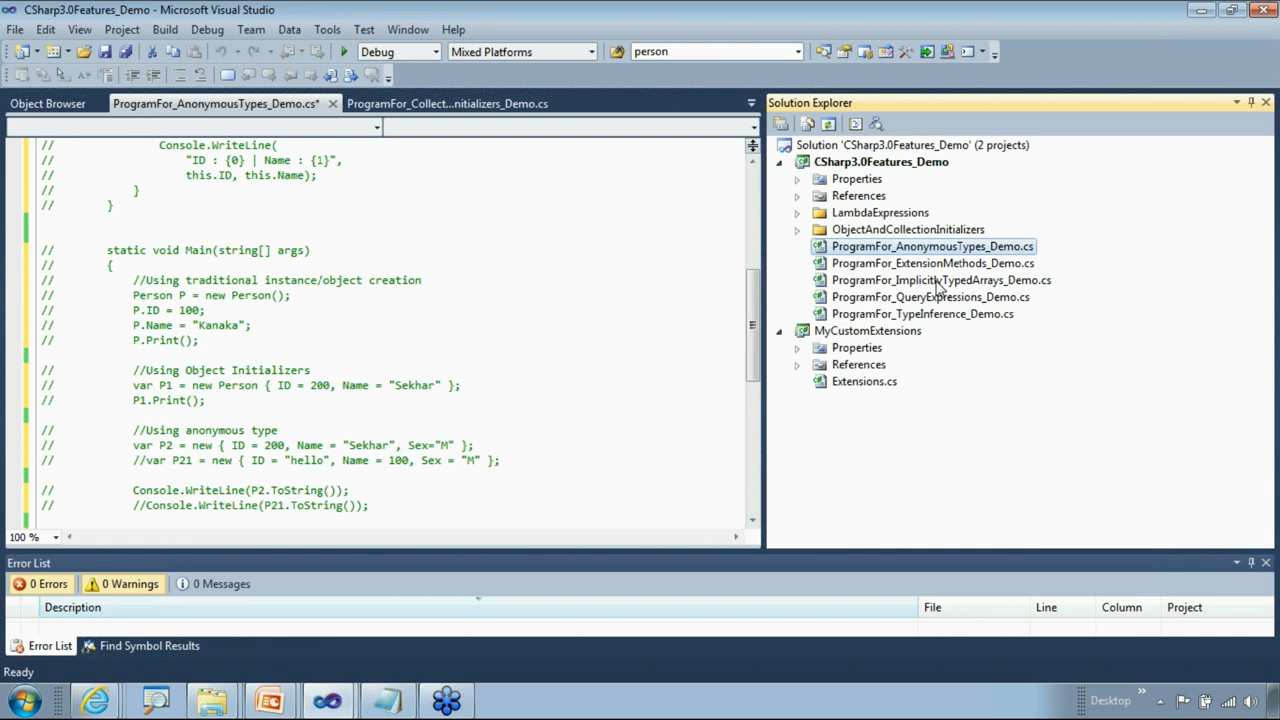 CSharp3.0Features_Demo - Microsoft Visual Studio
File Edit View Project Build Debug Team Data Tools Test Window Help
Debug Mixed Platforms person
Object Browser ProgramFor_AnonymousTypes_Demo.cs* ProgramFor_Collect...nitializers_Demo.cs
// Console.WriteLine(
// "ID : {0} | Name : {1}",
// this.ID, this.Name);
// }
// }
// static void Main(string[] args)
// {
// //Using traditional instance/object creation
// Person P = new Person();
// P.ID = 100;
// P.Name = "Kanaka";
// P.Print();
// //Using Object Initializers
// var P1 = new Person { ID = 200, Name = "Sekhar" };
// P1.Print();
// //Using anonymous type
// var P2 = new { ID = 200, Name = "Sekhar", Sex="M" };
// //var P21 = new { ID = "hello", Name = 100, Sex = "M" };
// Console.WriteLine(P2.ToString());
// //Console.WriteLine(P21.ToString());
100 %
Solution Explorer
Solution 'CSharp3.0Features_Demo' (2 projects)
CSharp3.0Features_Demo
Properties
References
LambdaExpressions
ObjectAndCollectionInitializers
ProgramFor_AnonymousTypes_Demo.cs
ProgramFor_ExtensionMethods_Demo.cs
ProgramFor_ImplicitlyTypedArrays_Demo.cs
ProgramFor_QueryExpressions_Demo.cs
ProgramFor_TypeInference_Demo.cs
MyCustomExtensions
Properties
References
Extensions.cs
Error List
0 Errors 0 Warnings 0 Messages
Description File Line Column Project
Error List Find Symbol Results
Ready
Desktop